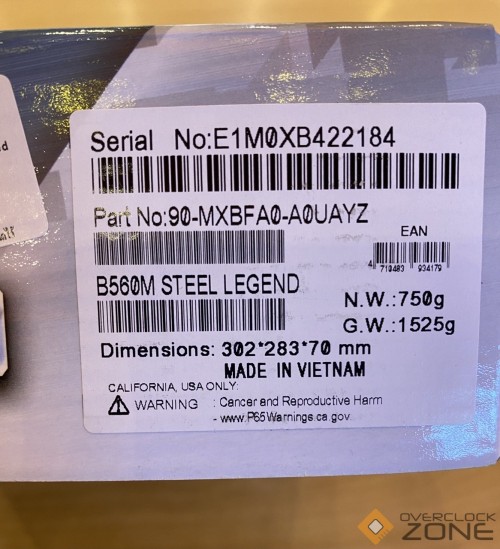 Serial No:E1M0XB422184
Part No:90-MXBFA0-A0UAYZ
EAN
4 719483 934179
B560M STEEL LEGEND
N.W.:750g
G.W.:1525g
Dimensions: 302*283*70 mm
MADE IN VIETNAM
CALIFORNIA, USA ONLY:
WARNING : Cancer and Reproductive Harm
- www.P65Warnings.ca.gov
OVERCLOCK
ZONE